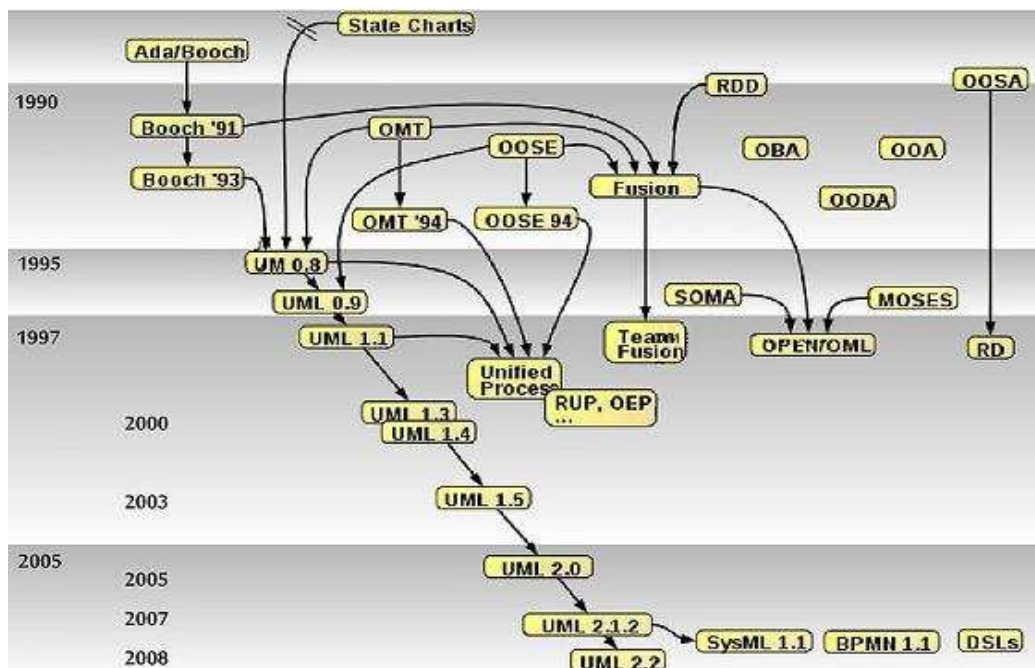 State Charts
Ada/Booch
1990
RDD
OOSA
Booch '91
OMT
OOSE
OBA
OOA
Booch '93
Fusion
OODA
OMT '94
OOSE 94
1995
UM 0.8
UML 0.9
SOMA
MOSES
1997
UML 1.1
Team
Fusion
OPEN/OML
RD
Unified
Process
RUP, OEP
...
UML 1.3
2000
UML 1.4
2003
UML 1.5
2005
UML 2.0
2005
2007
UML 2.1.2
SysML 1.1
BPMN 1.1
DSLs
2008
UML 2.2